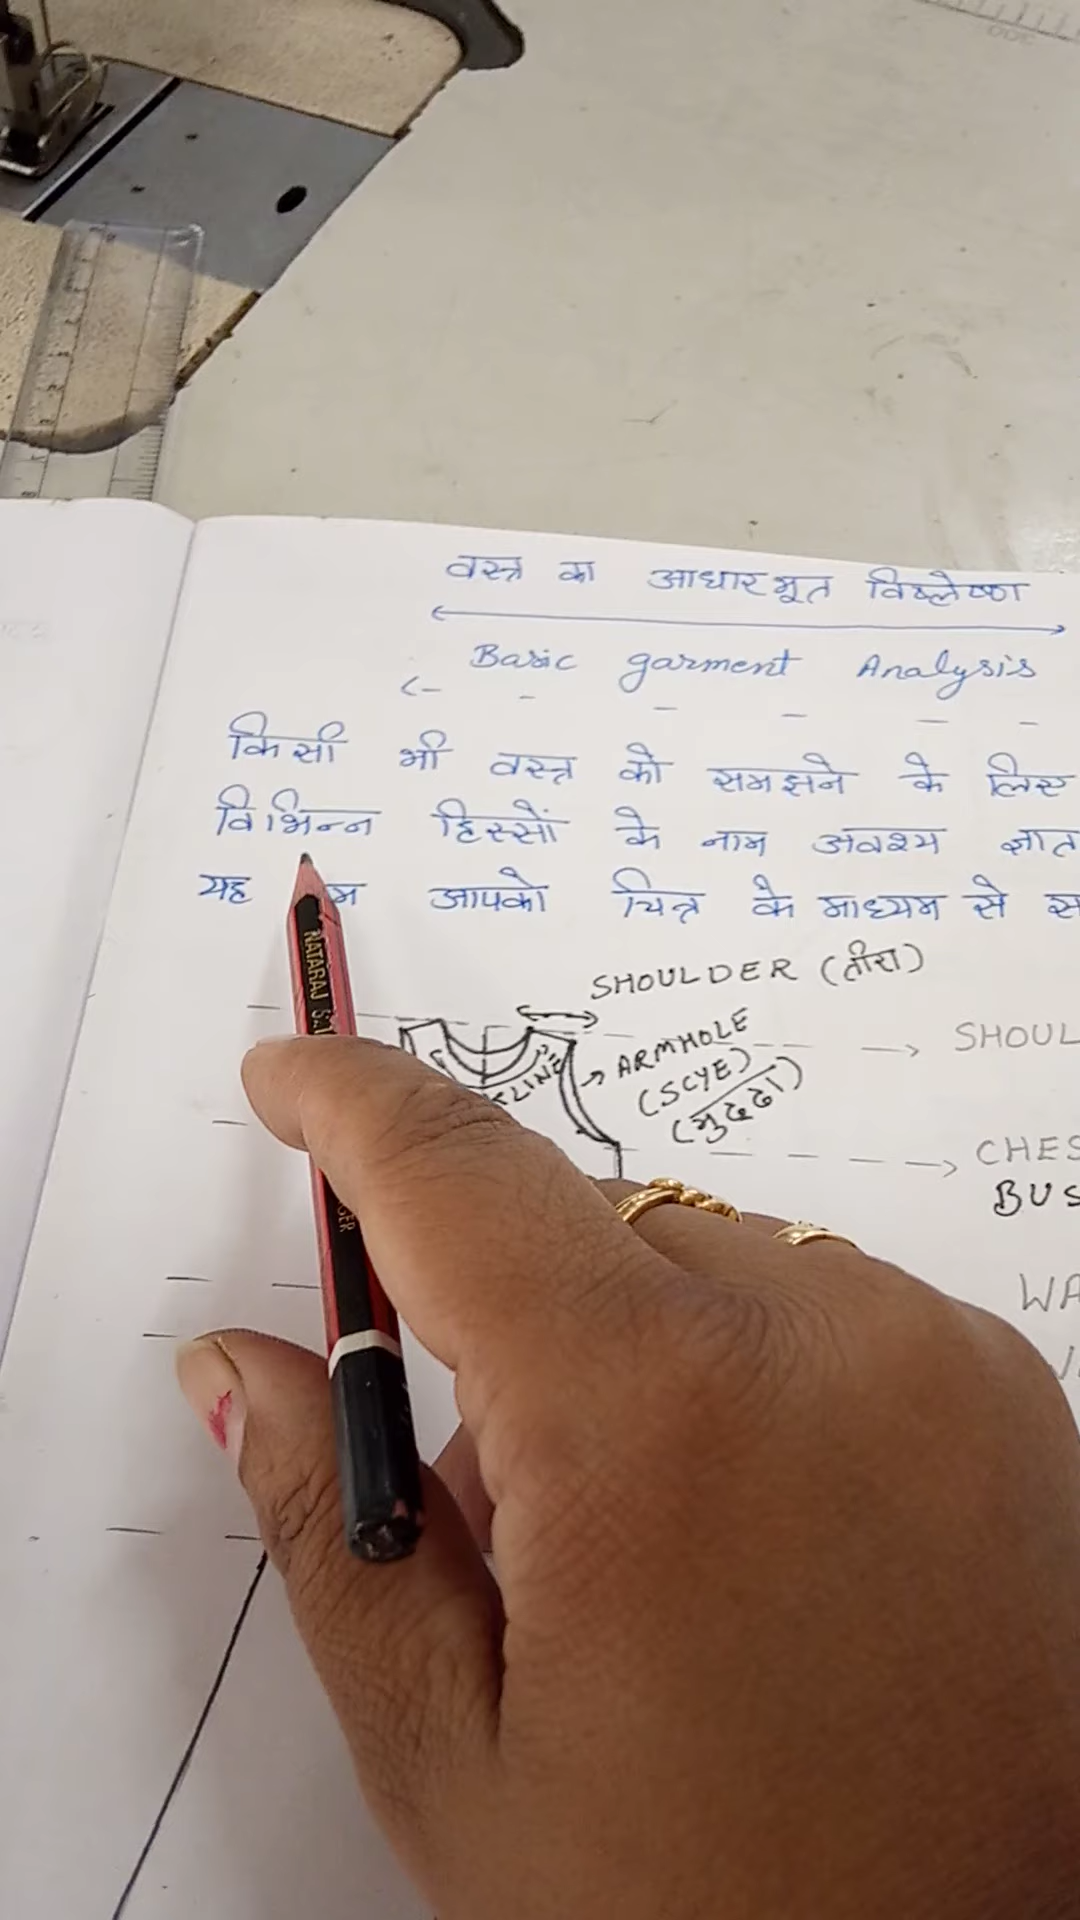 वस्त्र का आधारभूत विश्लेष्ण
Basic garment Analysis
किसी भी वस्त्र को समझने के लिए
विभिन्न हिस्सों के नाम अवश्य ज्ञात
यह आपको चित्र के माध्यम से
SHOULDER (तीरा)
ARMHOLE
(SCYE)
(मुढ्ढा)
SHOUL
CHES
BUS
WA
NATARAJ